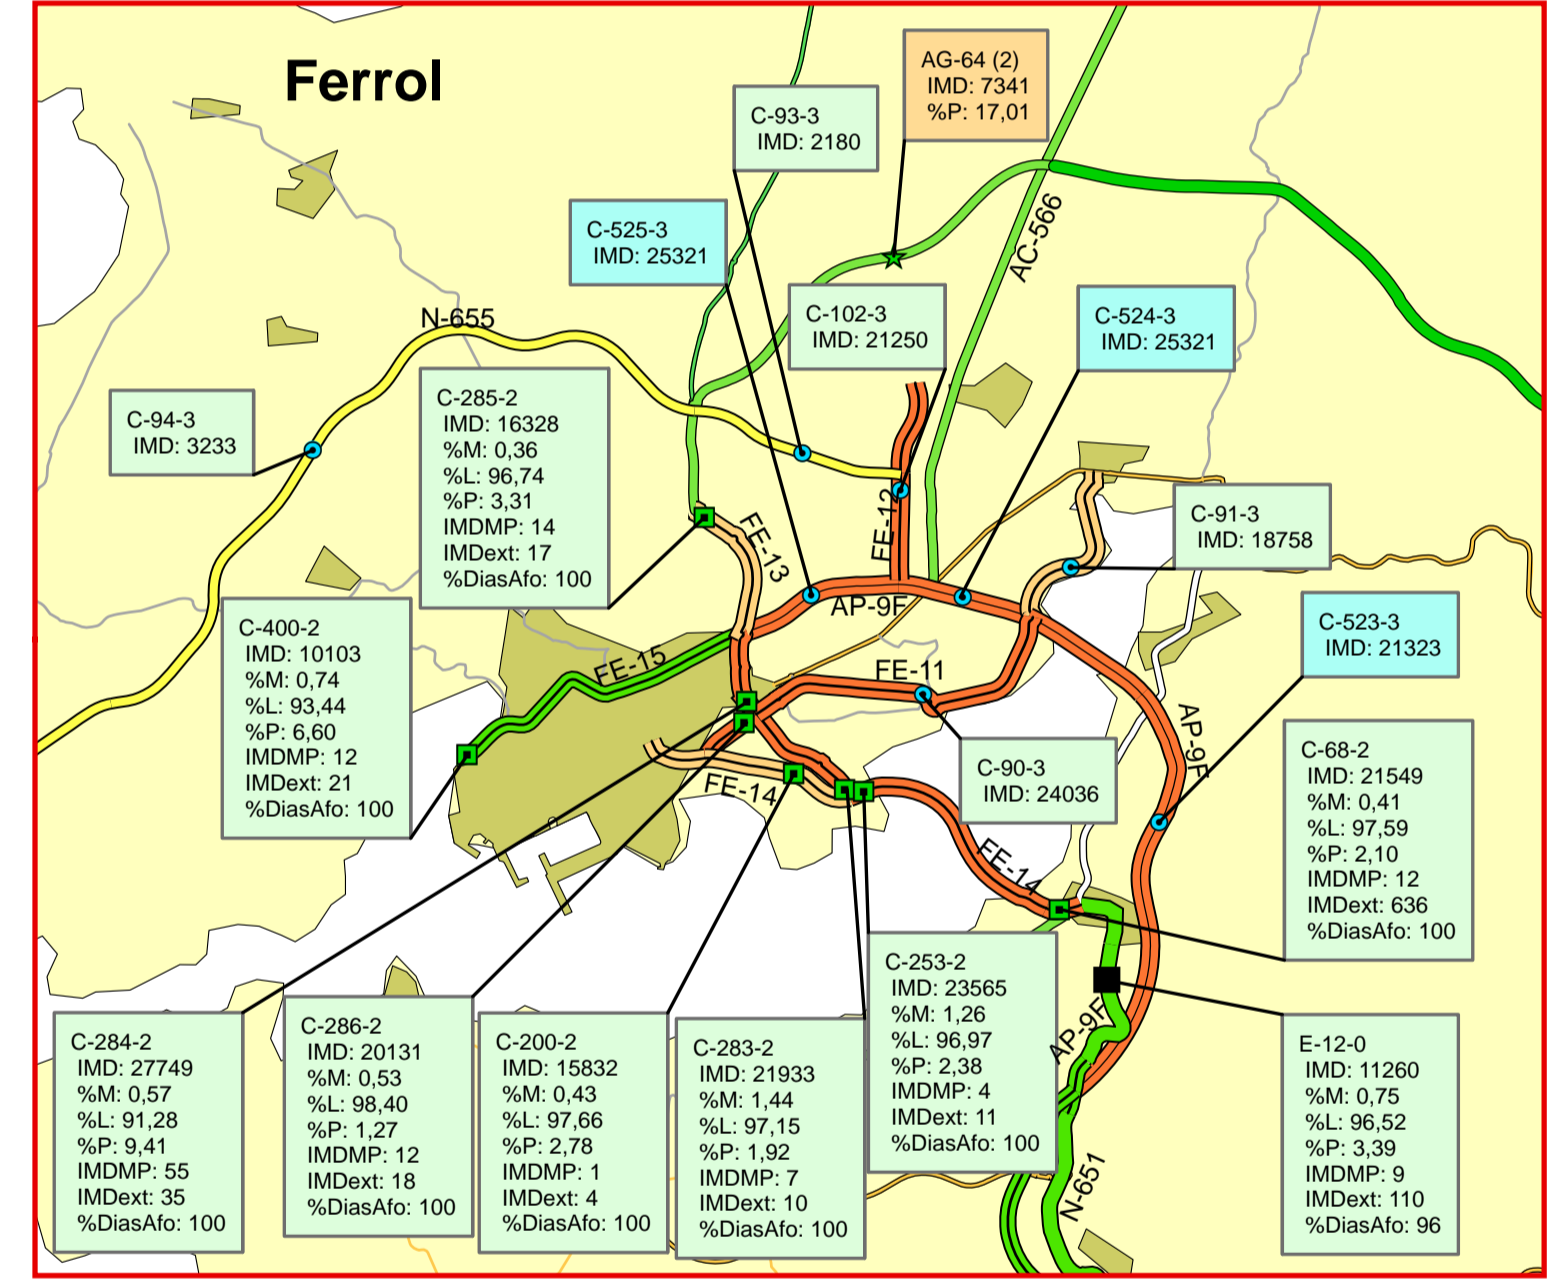 Ferrol
AG-64 (2)
IMD: 7341
%P: 17,01
C-93-3
IMD: 2180
C-525-3
IMD: 25321
AC-566
C-102-3
IMD: 21250
C-524-3
IMD: 25321
N-655
C-94-3
IMD: 3233
C-285-2
IMD: 16328
%M: 0,36
%L: 96,74
%P: 3,31
IMDMP: 14
IMDext: 17
%DiasAfo: 100
FE-13
FE-12
C-91-3
IMD: 18758
AP-9F
C-400-2
IMD: 10103
%M: 0,74
%L: 93,44
%P: 6,60
IMDMP: 12
IMDext: 21
%DiasAfo: 100
FE-15
FE-11
C-523-3
IMD: 21323
AP-9F
C-90-3
IMD: 24036
FE-14
C-68-2
IMD: 21549
%M: 0,41
%L: 97,59
%P: 2,10
IMDMP: 12
IMDext: 636
%DiasAfo: 100
FE-14
C-284-2
IMD: 27749
%M: 0,57
%L: 91,28
%P: 9,41
IMDMP: 55
IMDext: 35
%DiasAfo: 100
C-286-2
IMD: 20131
%M: 0,53
%L: 98,40
%P: 1,27
IMDMP: 12
IMDext: 18
%DiasAfo: 100
C-200-2
IMD: 15832
%M: 0,43
%L: 97,66
%P: 2,78
IMDMP: 1
IMDext: 4
%DiasAfo: 100
C-283-2
IMD: 21933
%M: 1,44
%L: 97,15
%P: 1,92
IMDMP: 7
IMDext: 10
%DiasAfo: 100
C-253-2
IMD: 23565
%M: 1,26
%L: 96,97
%P: 2,38
IMDMP: 4
IMDext: 11
%DiasAfo: 100
AP-9F
E-12-0
IMD: 11260
%M: 0,75
%L: 96,52
%P: 3,39
IMDMP: 9
IMDext: 110
%DiasAfo: 96
N-651